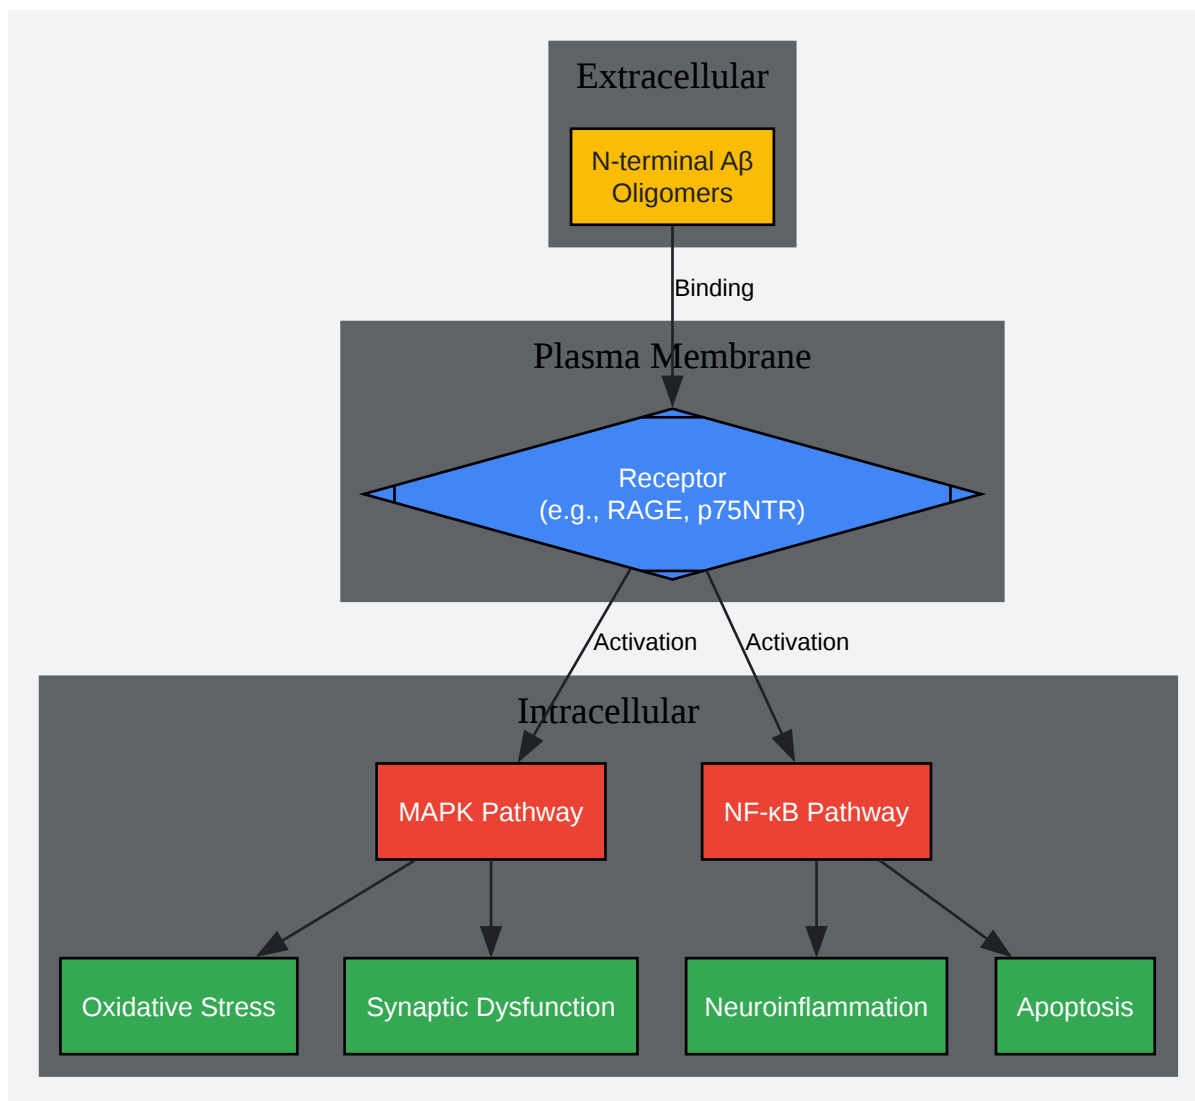 Extracellular
N-terminal Aβ
Oligomers
Binding
Plasma Membrane
Receptor
(e.g., RAGE, p75NTR)
Activation
Activation
Intracellular
MAPK Pathway
NF-κB Pathway
Oxidative Stress
Synaptic Dysfunction
Neuroinflammation
Apoptosis